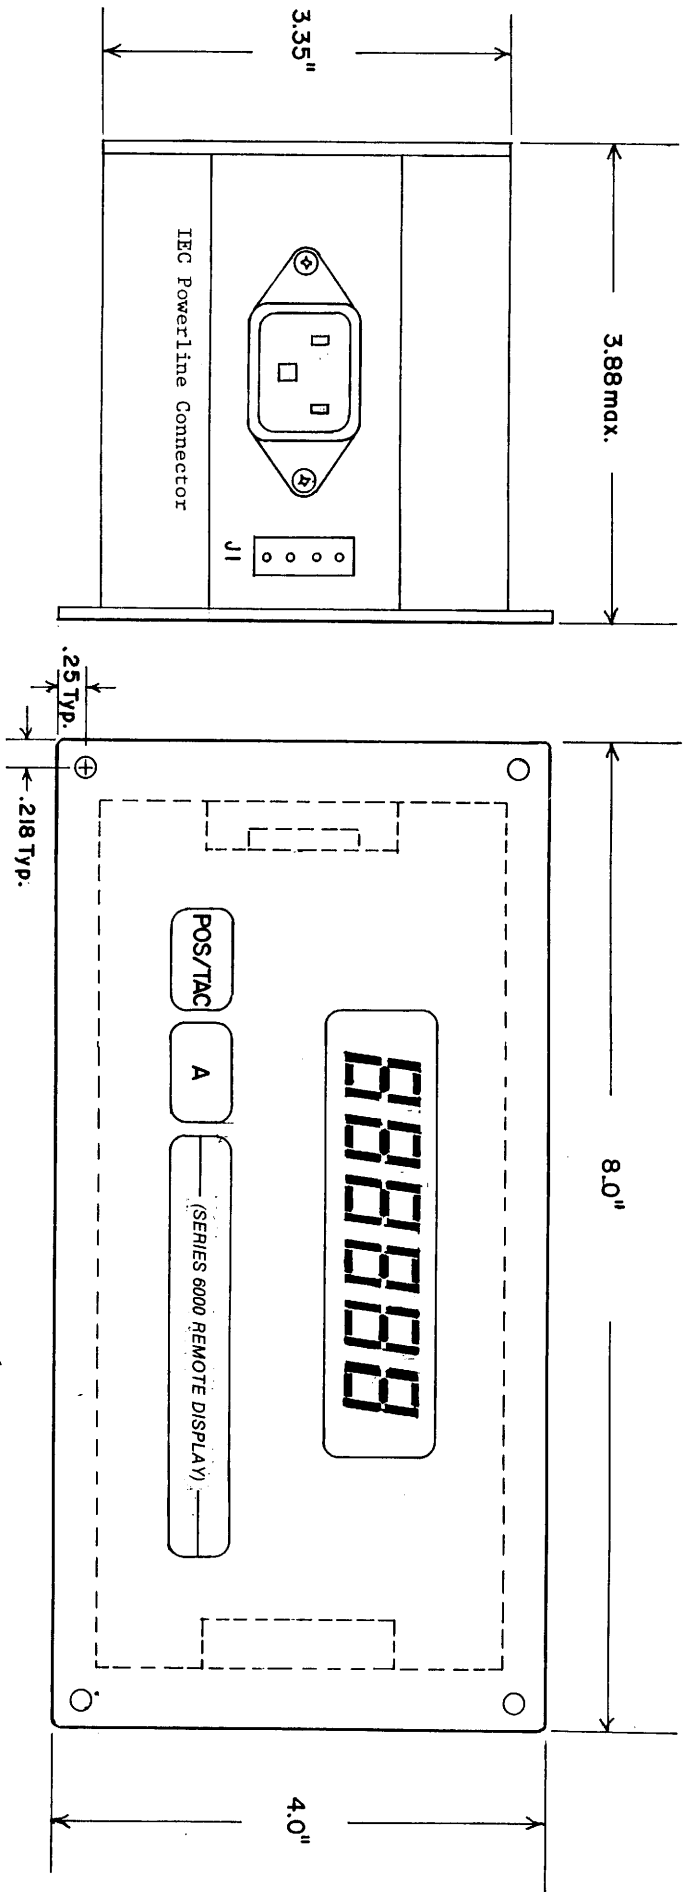 3.35"
3.88 max.
IEC Powerline Connector
J1
.25 Typ.
.218 Typ.
8.0"
4.0"
888888
POS/TAC
A
(SERIES 6000 REMOTE DISPLAY)